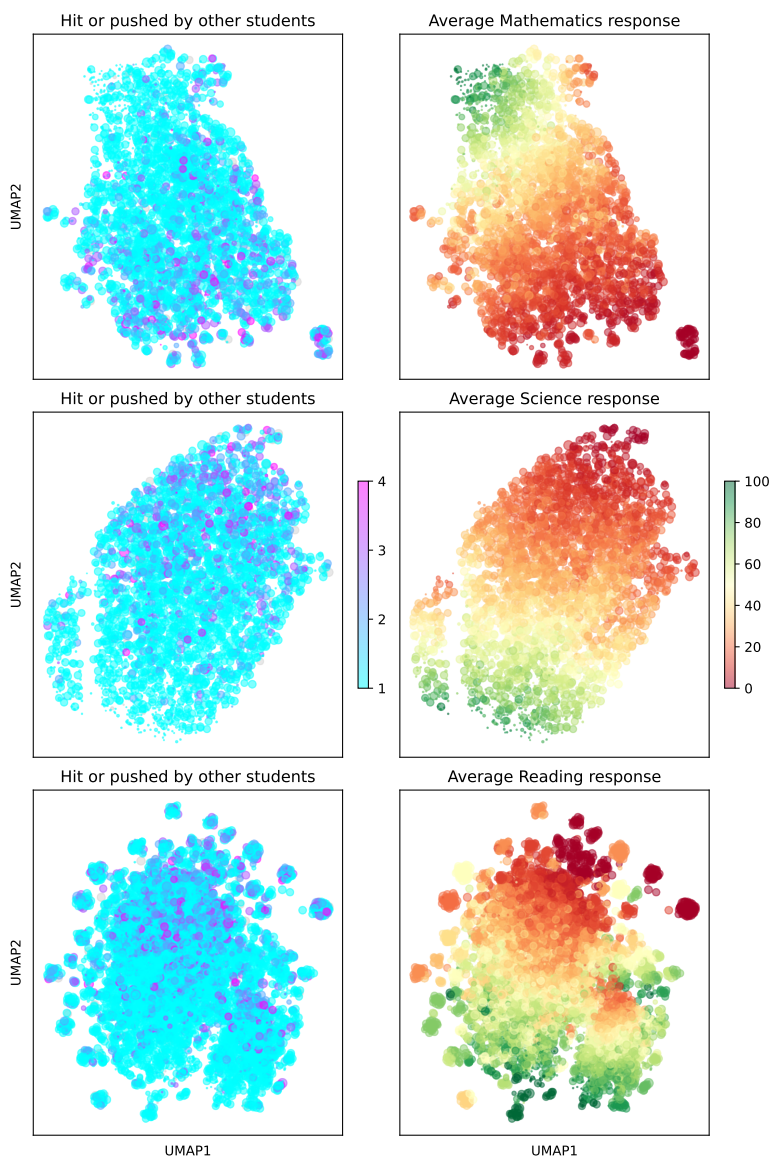 Hit or pushed by other students
Average Mathematics response
UMAP2
Hit or pushed by other students
Average Science response
UMAP2
4
3
2
1
100
80
60
40
20
0
Hit or pushed by other students
Average Reading response
UMAP2
UMAP1
UMAP1